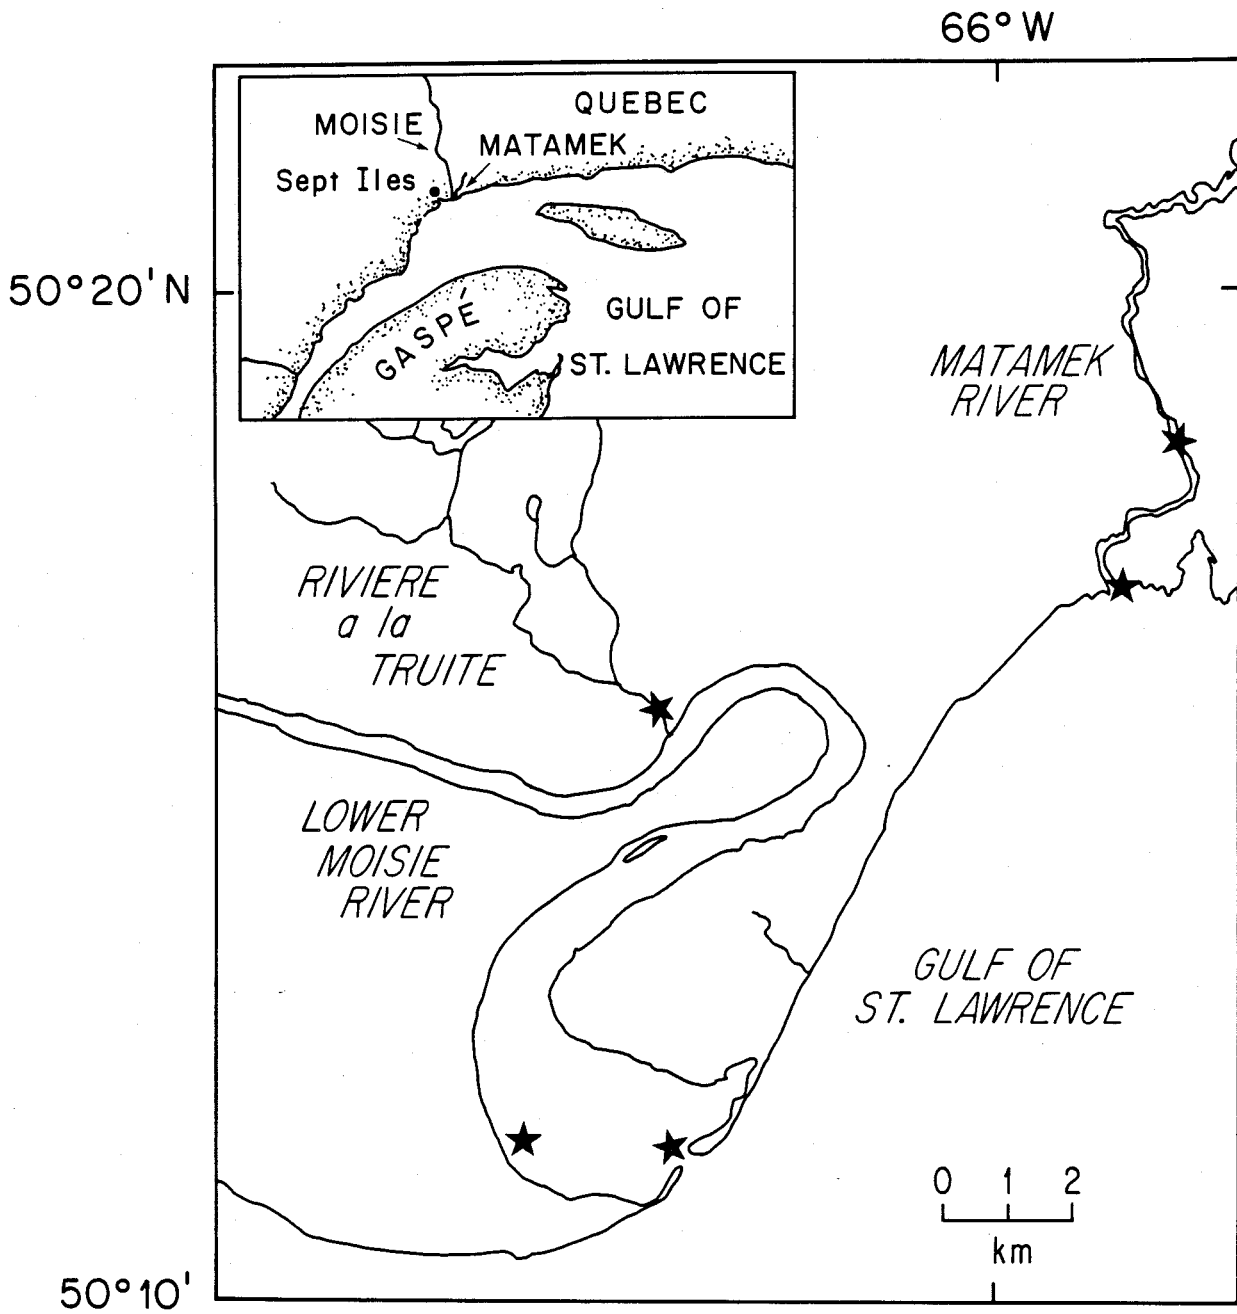 66° W
QUEBEC
MOISIE
MATAMEK
Sept Iles
50° 20' N
GASPÉ
GULF OF
ST. LAWRENCE
MATAMEK
RIVER
RIVIERE
a la
TRUITE
LOWER
MOISIE
RIVER
GULF OF
ST. LAWRENCE
0 1 2
km
50° 10'